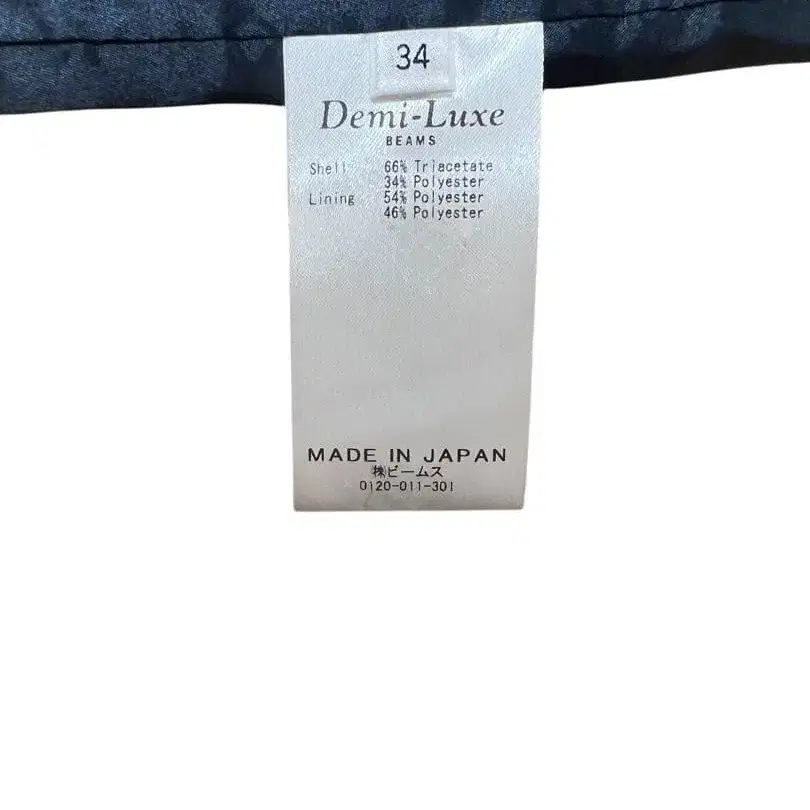 34
Demi-Luxe
BEAMS
Shell 66% Triacetate
34% Polyester
Lining 54% Polyester
46% Polyester
MADE IN JAPAN
㈱ビームス
0120-011-301